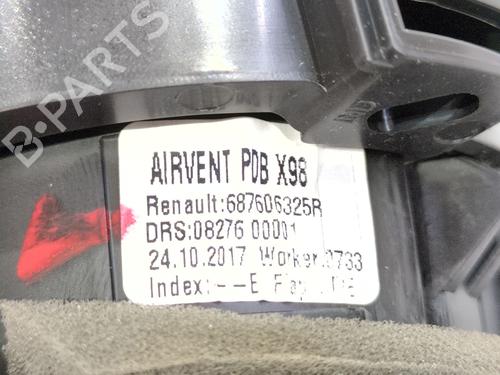 B-PARTS
AIRVENT PDB X98
Renault:687606325R
DRS:08276 00001
24.10.2017 Worker:0733
Index:--E